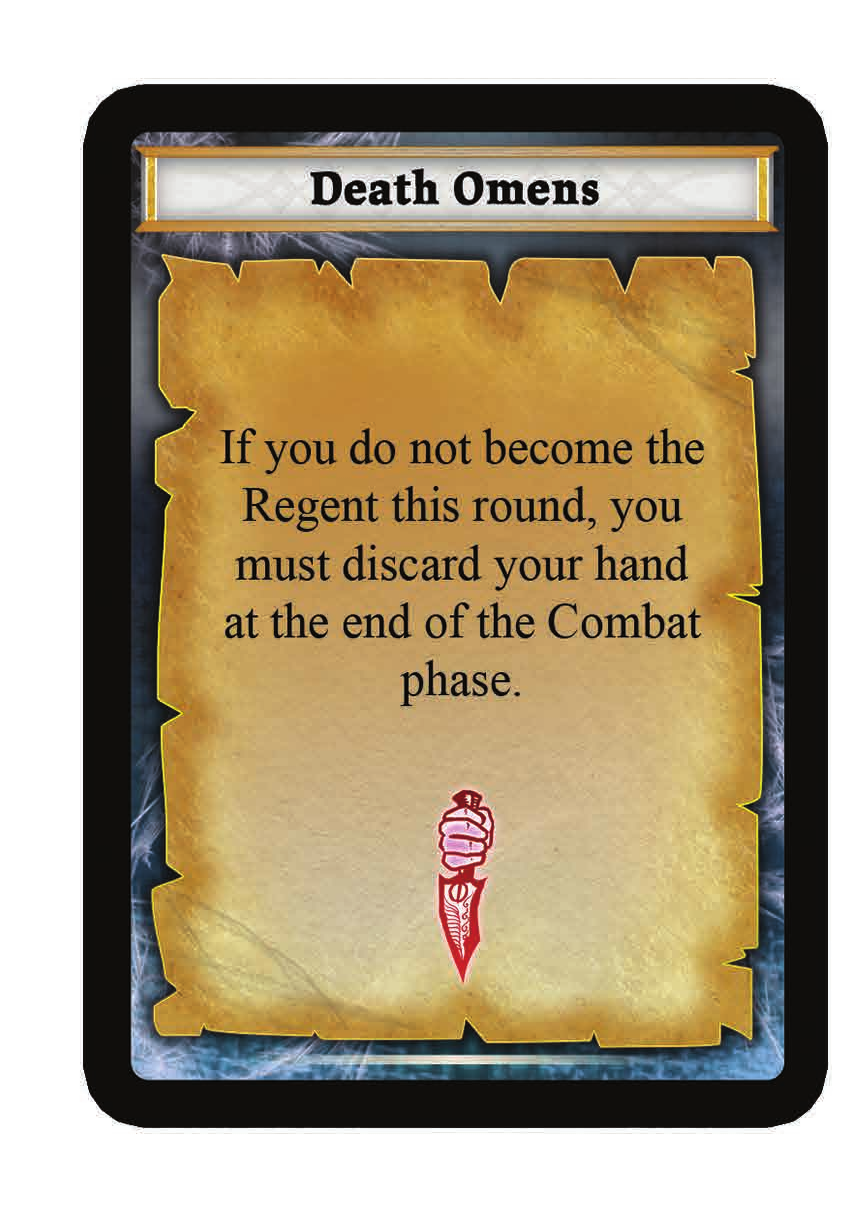 Death Omens
If you do not become the
Regent this round, you
must discard your hand
at the end of the Combat
phase.